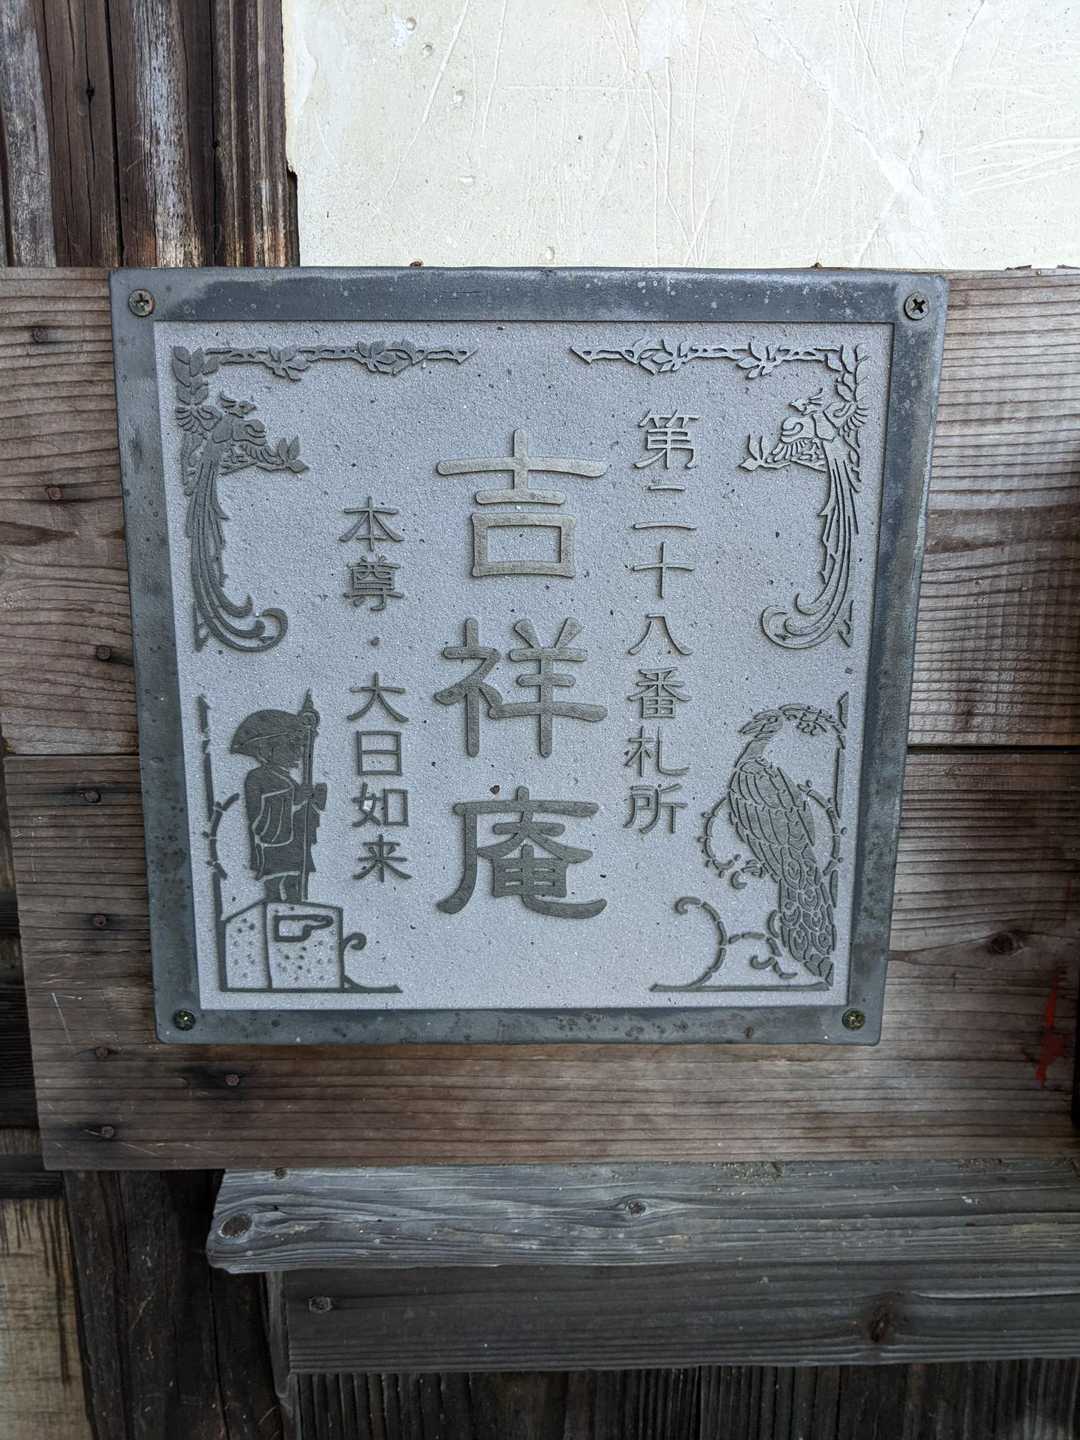 第二十八番札所
吉祥庵
本尊・大日如来